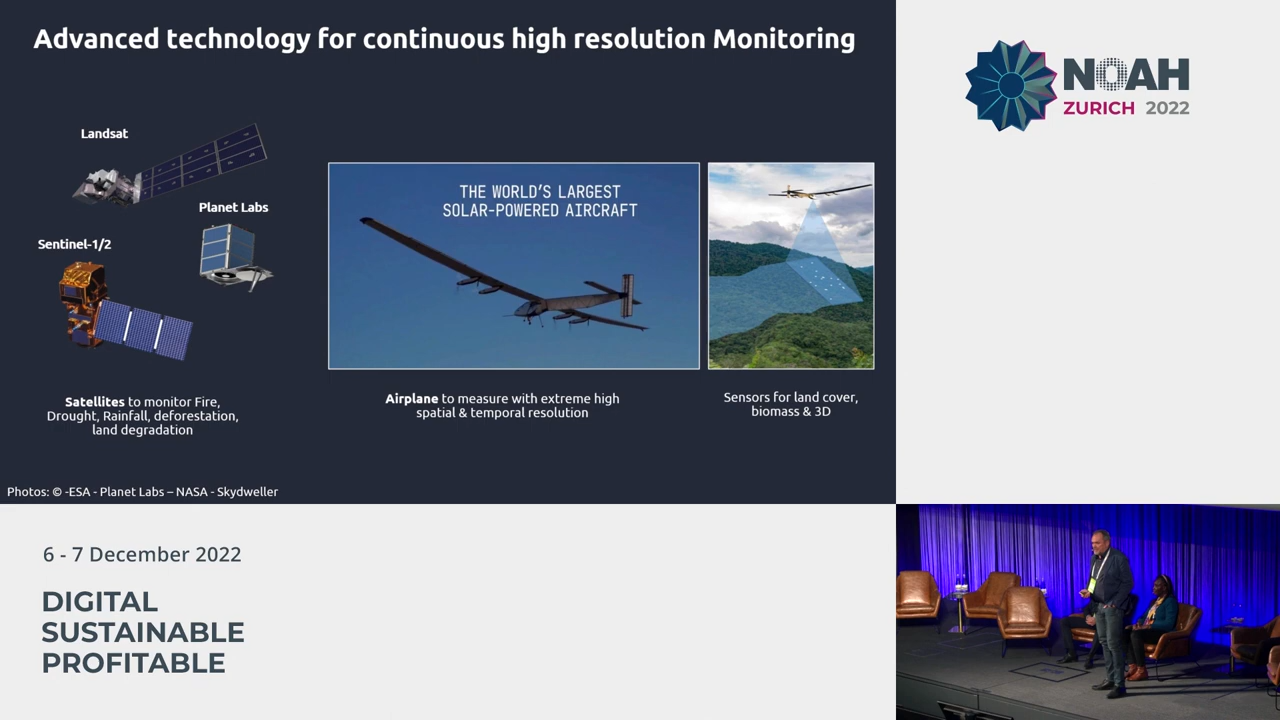 Advanced technology for continuous high resolution Monitoring
Landsat
Planet Labs
Sentinel-1/2
Satellites to monitor Fire,
Drought, Rainfall, deforestation,
land degradation
THE WORLD'S LARGEST
SOLAR-POWERED AIRCRAFT
Airplane to measure with extreme high
spatial & temporal resolution
Sensors for land cover,
biomass & 3D
Photos: © -ESA - Planet Labs – NASA - Skydweller
NOAH
ZURICH 2022
6 - 7 December 2022
DIGITAL
SUSTAINABLE
PROFITABLE